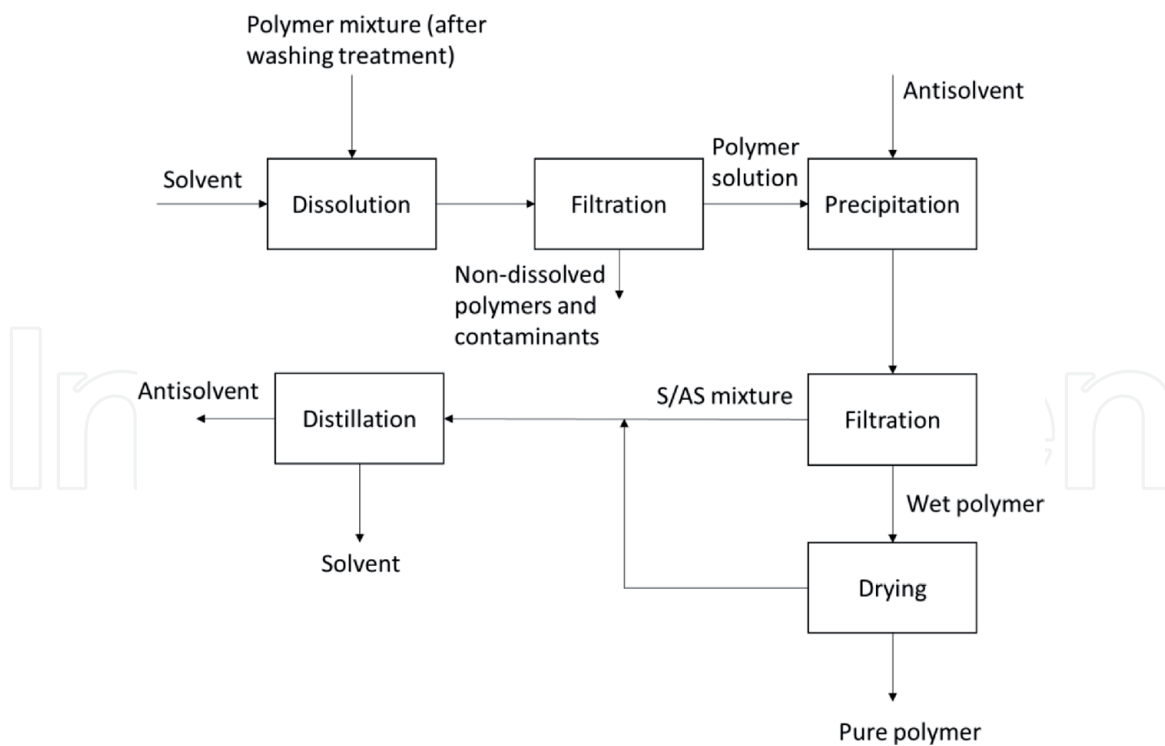 Polymer mixture (after
washing treatment)
Antisolvent
Solvent
Dissolution
Filtration
Polymer
solution
Precipitation
Non-dissolved
polymers and
contaminants
Antisolvent
Distillation
S/AS mixture
Filtration
Wet polymer
Solvent
Drying
Pure polymer